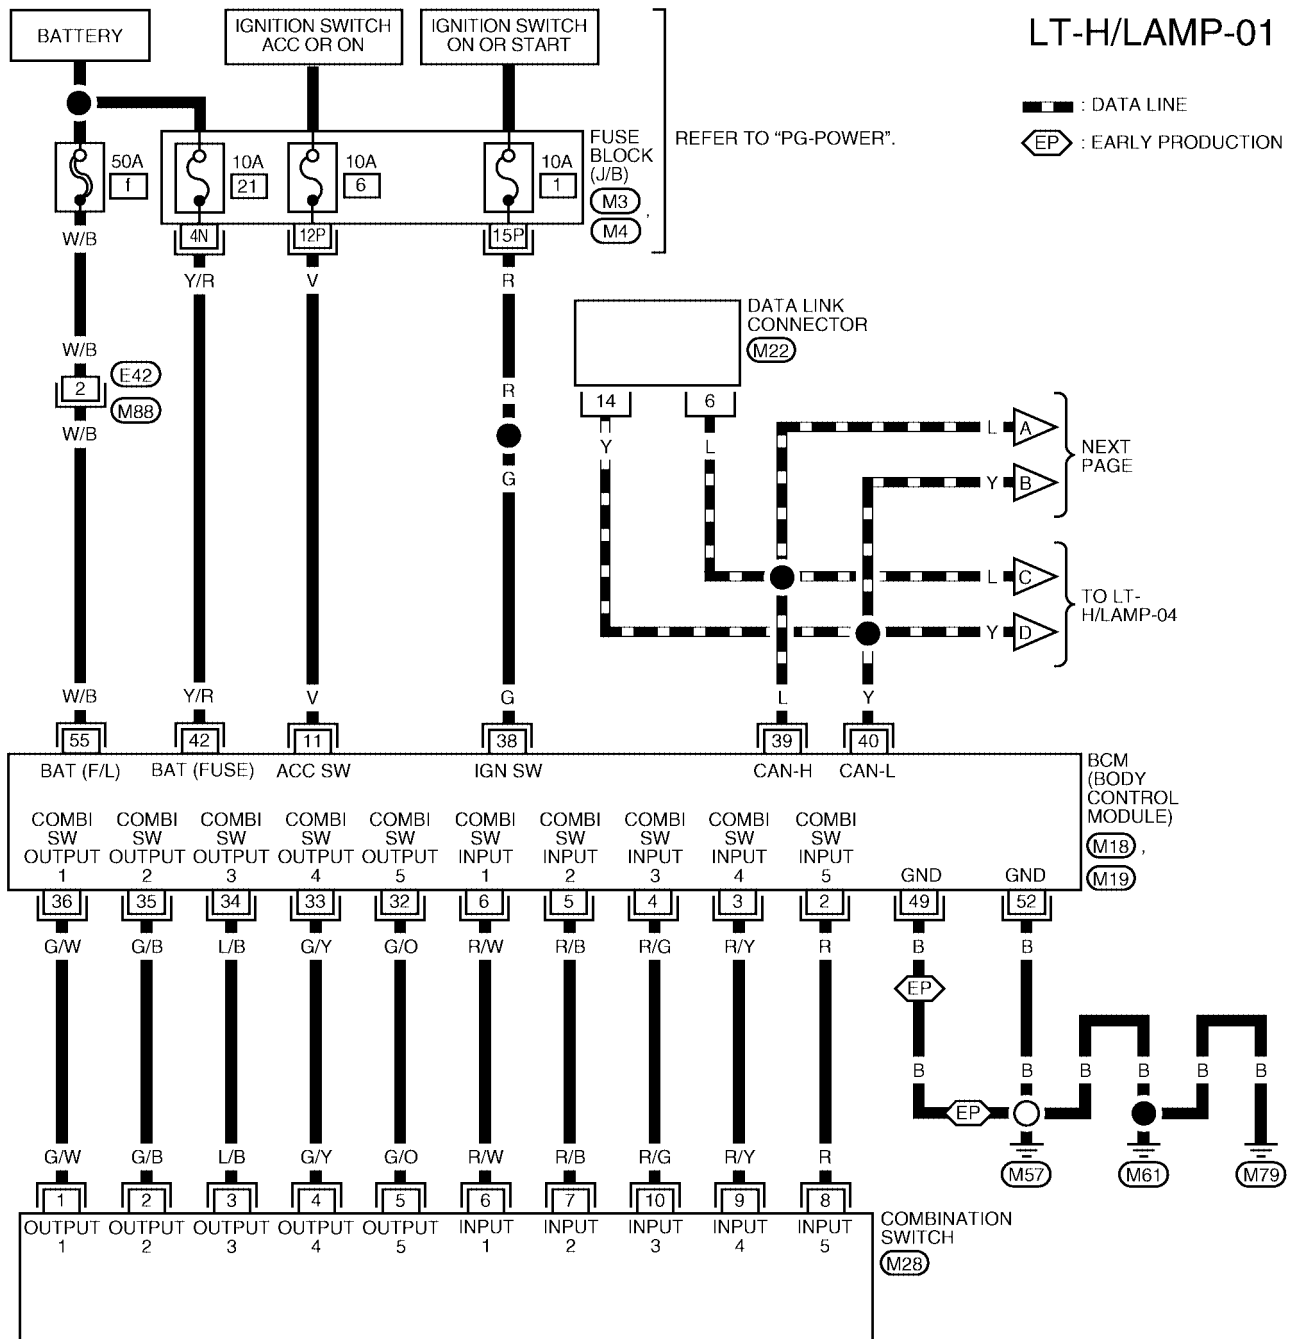 LT-H/LAMP-01
BATTERY
IGNITION SWITCH
ACC OR ON
IGNITION SWITCH
ON OR START
: DATA LINE
EP : EARLY PRODUCTION
REFER TO "PG-POWER".
50A
f
10A
21
10A
6
10A
1
FUSE
BLOCK
(J/B)
M3 ,
M4
4N
12P
15P
W/B
Y/R
V
R
W/B
2
E42
M88
W/B
R
G
DATA LINK
CONNECTOR
M22
14
6
Y
L
L A
Y B
NEXT
PAGE
L C
Y D
TO LT-
H/LAMP-04
W/B
Y/R
V
G
L
Y
55
42
11
38
39
40
BAT (F/L)
BAT (FUSE)
ACC SW
IGN SW
CAN-H
CAN-L
BCM
(BODY
CONTROL
MODULE)
M18 ,
M19
COMBI
SW
OUTPUT
1
COMBI
SW
OUTPUT
2
COMBI
SW
OUTPUT
3
COMBI
SW
OUTPUT
4
COMBI
SW
OUTPUT
5
COMBI
SW
INPUT
1
COMBI
SW
INPUT
2
COMBI
SW
INPUT
3
COMBI
SW
INPUT
4
COMBI
SW
INPUT
5
GND
GND
36
35
34
33
32
6
5
4
3
2
49
52
G/W
G/B
L/B
G/Y
G/O
R/W
R/B
R/G
R/Y
R
B
B
EP
B
B
B
B
B
B
EP
M57
M61
M79
G/W
G/B
L/B
G/Y
G/O
R/W
R/B
R/G
R/Y
R
1
2
3
4
5
6
7
10
9
8
OUTPUT
1
OUTPUT
2
OUTPUT
3
OUTPUT
4
OUTPUT
5
INPUT
1
INPUT
2
INPUT
3
INPUT
4
INPUT
5
COMBINATION
SWITCH
M28